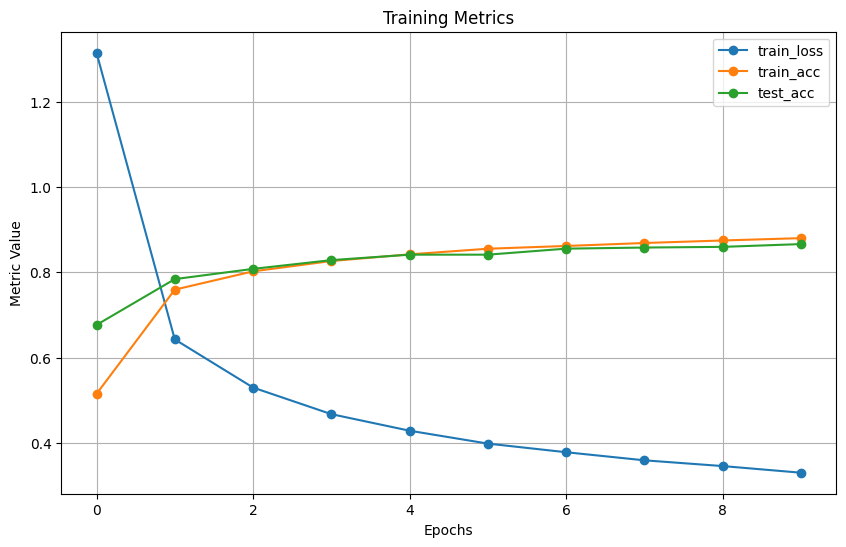 Training Metrics
train_loss
train_acc
test_acc
Metric Value
1.2
1.0
0.8
0.6
0.4
0 2 4 6 8
Epochs